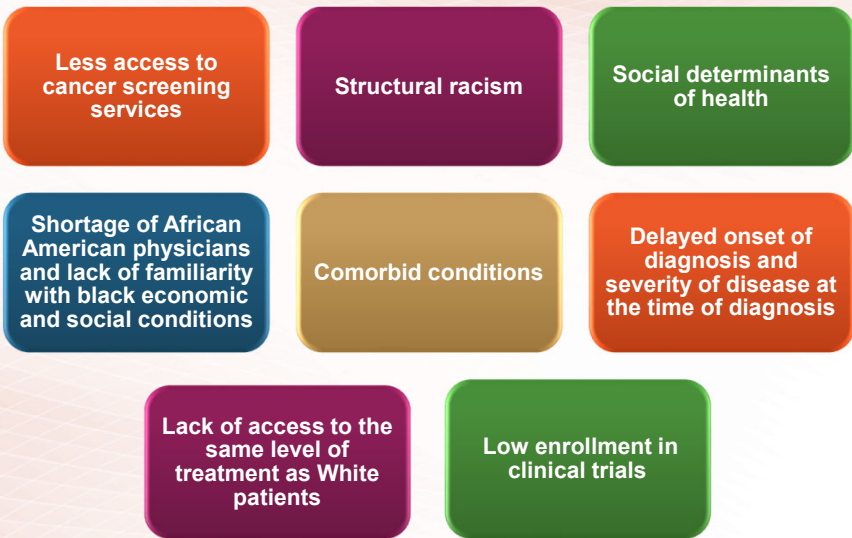 Less access to
cancer screening
services
Structural racism
Social determinants
of health
Shortage of African
American physicians
and lack of familiarity
with black economic
and social conditions
Comorbid conditions
Delayed onset of
diagnosis and
severity of disease at
the time of diagnosis
Lack of access to the
same level of
treatment as White
patients
Low enrollment in
clinical trials